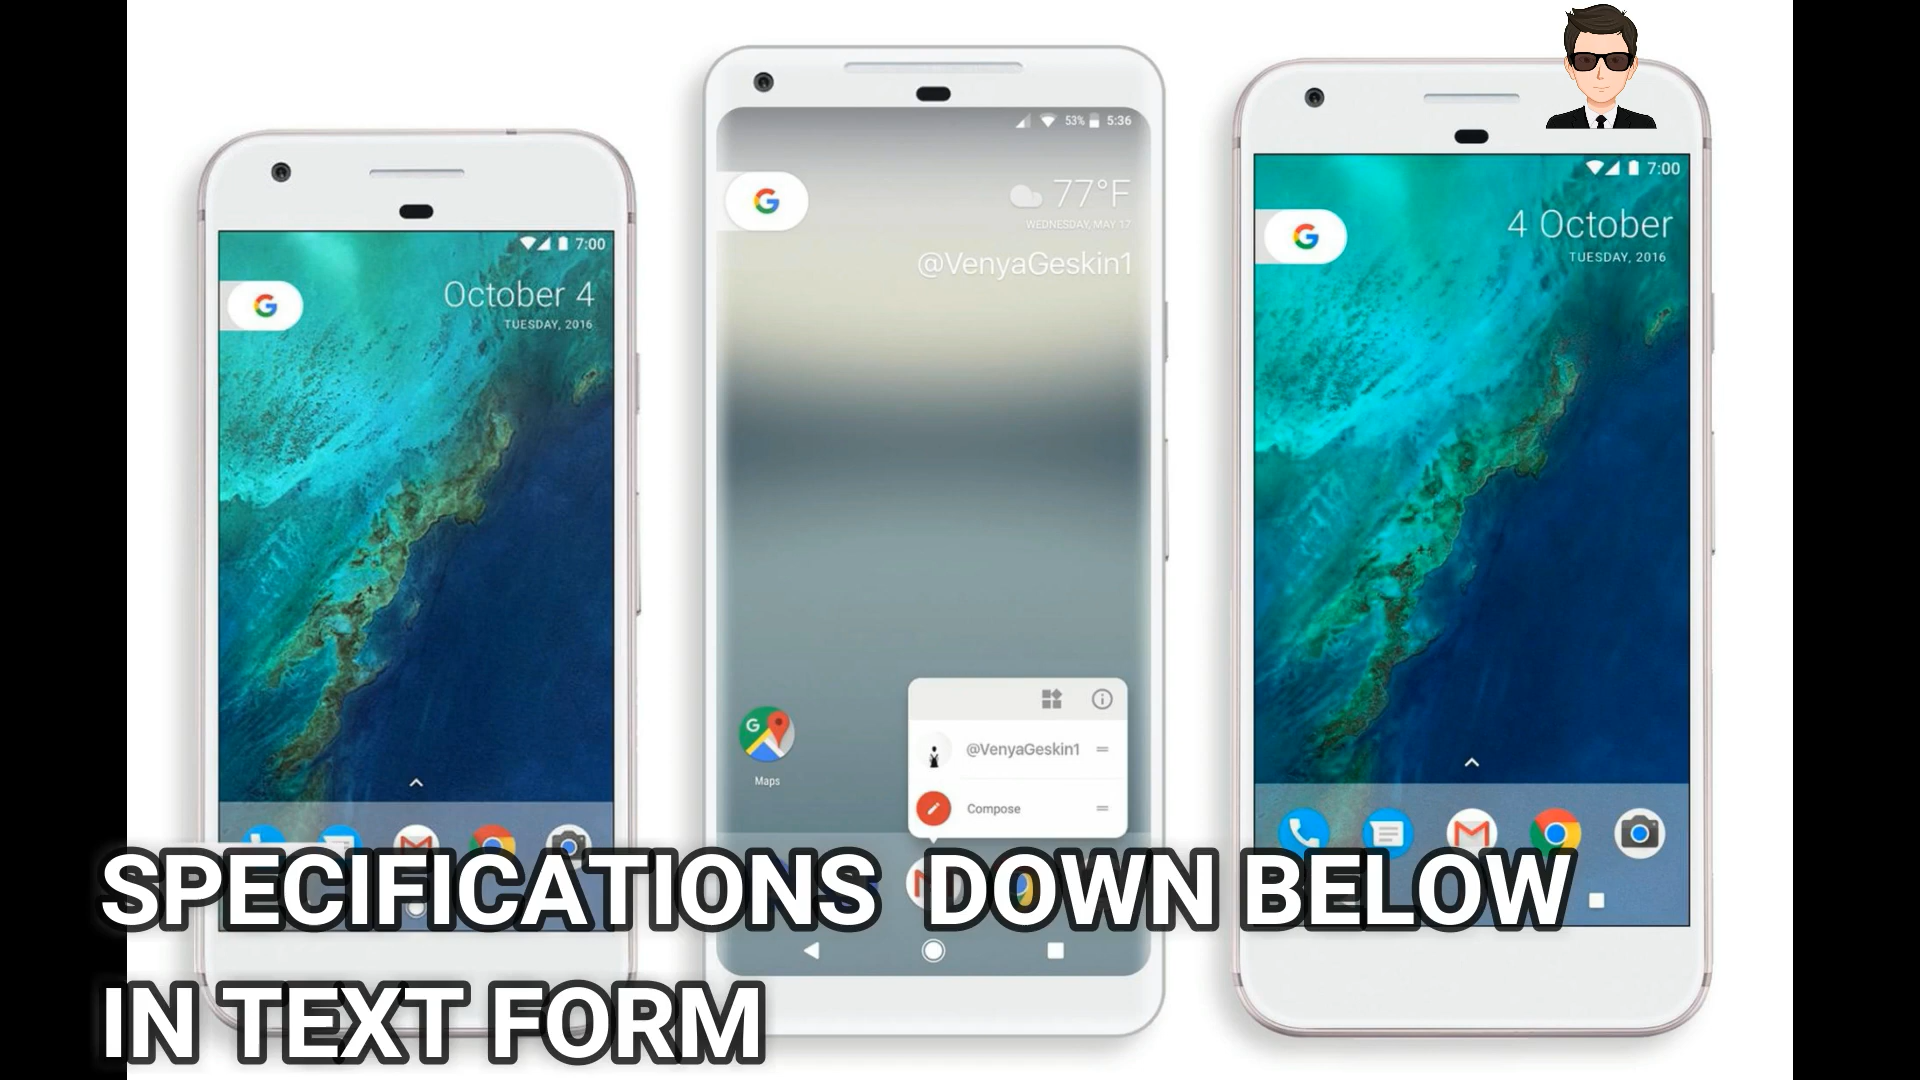 7:00
October 4
TUESDAY, 2016
53% 5:36
77°F
WEDNESDAY, MAY 17
@VenyaGeskin1
Maps
@VenyaGeskin1
Compose
7:00
4 October
TUESDAY, 2016
SPECIFICATIONS DOWN BELOW
IN TEXT FORM